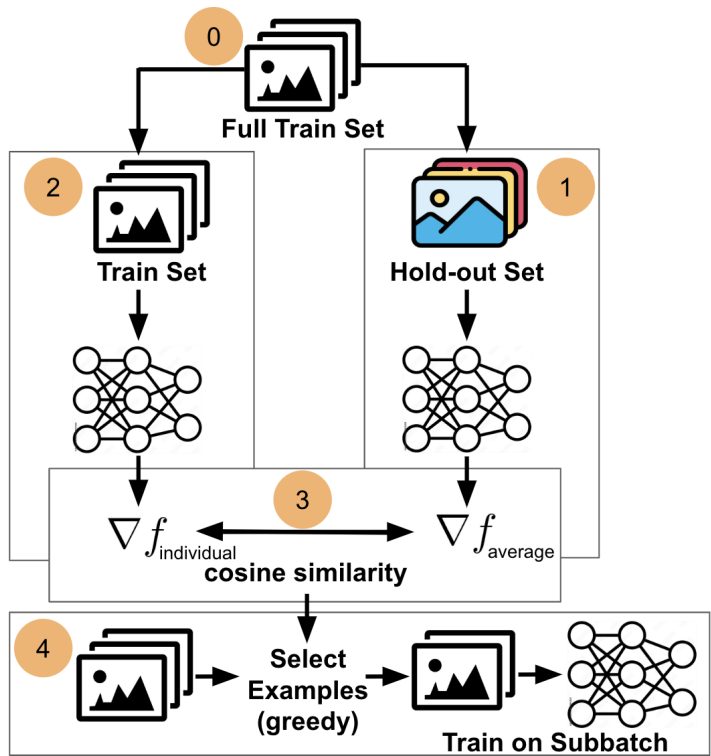 0
Full Train Set
2
1
Train Set
Hold-out Set
3
∇f_individual
∇f_average
cosine similarity
4
Select
Examples
(greedy)
Train on Subbatch